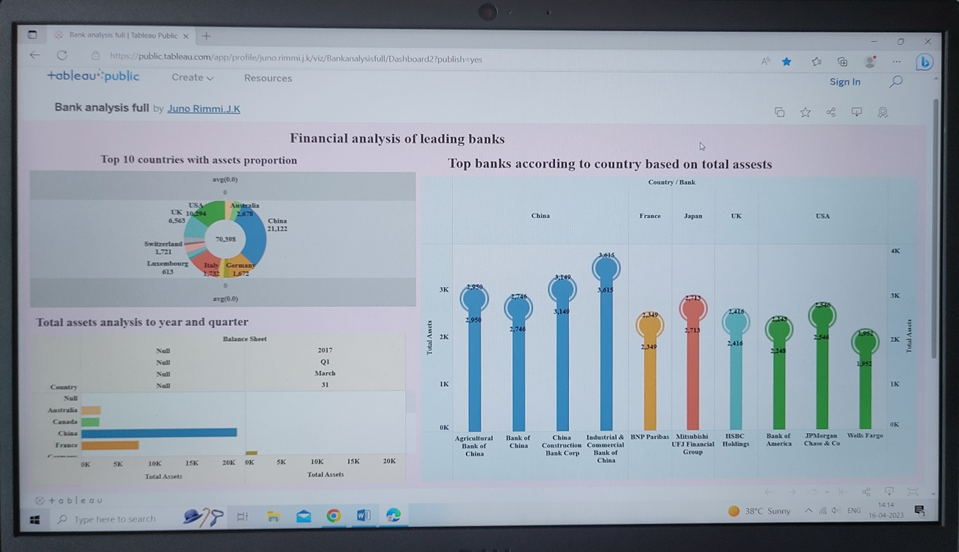 Bank analysis full | Tableau Public
https://public.tableau.com/app/profile/juno.rimmi.j.k/viz/Bankanalysisfull/Dashboard2?publish=yes
+ableau public
Create
Resources
Sign In
Bank analysis full by Juno Rimmi.J.K
Financial analysis of leading banks
Top 10 countries with assets proportion
avg(0.0)
0
USA
10,294
Australia
2,678
UK
6,563
China
21,122
70,398
Switzerland
1,721
Luxembourg
613
Italy
1,732
Germany
1,672
0
avg(0.0)
Total assets analysis to year and quarter
Balance Sheet
Null 2017
Null Q1
Null March
Country Null 31
Null
Australia
Canada
China
France
0K 5K 10K 15K 20K 0K 5K 10K 15K 20K
Total Assets Total Assets
Top banks according to country based on total assests
Country / Bank
China France Japan UK USA
4K
3K 3K
2K 2K
1K 1K
0K 0K
Total Assets
Total Assets
2,950 2,746 3,149 3,615 2,349 2,713 2,416 2,248 2,546 1,952
2,950 2,746 3,149 3,615 2,349 2,713 2,416 2,248 2,546 1,952
Agricultural Bank of China
Bank of China
China Construction Bank Corp
Industrial & Commercial Bank of China
BNP Paribas
Mitsubishi UFJ Financial Group
HSBC Holdings
Bank of America
JPMorgan Chase & Co
Wells Fargo
+ableau
Type here to search
38°C Sunny
ENG
14:14
16-04-2023